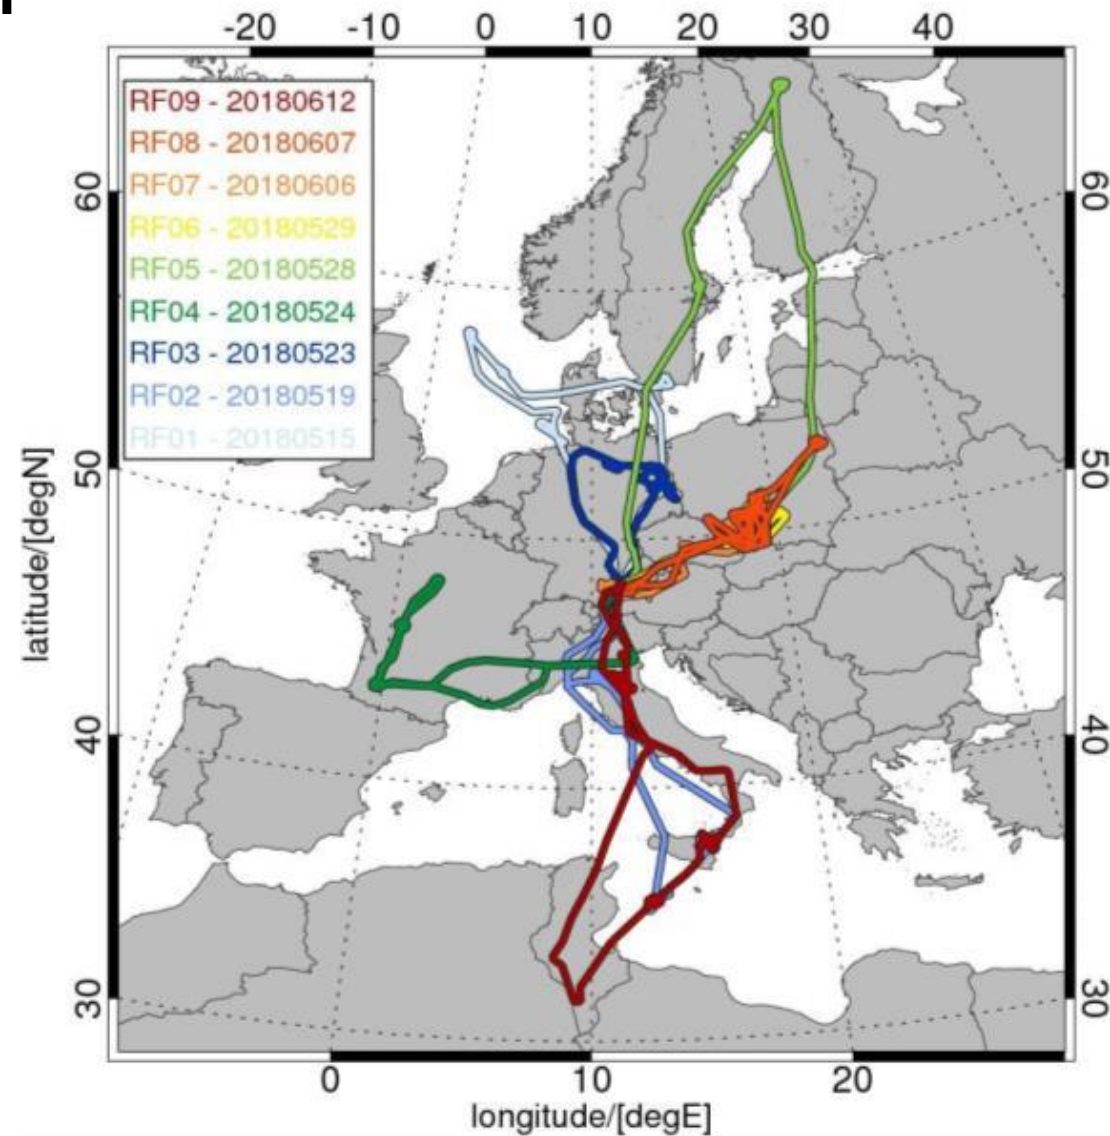 -20 -10 0 10 20 30 40
RF09 - 20180612
RF08 - 20180607
RF07 - 20180606
RF06 - 20180529
RF05 - 20180528
RF04 - 20180524
RF03 - 20180523
RF02 - 20180519
RF01 - 20180515
60 60
50 50
latitude/[degN]
40 40
30 30
0 10 20
longitude/[degE]